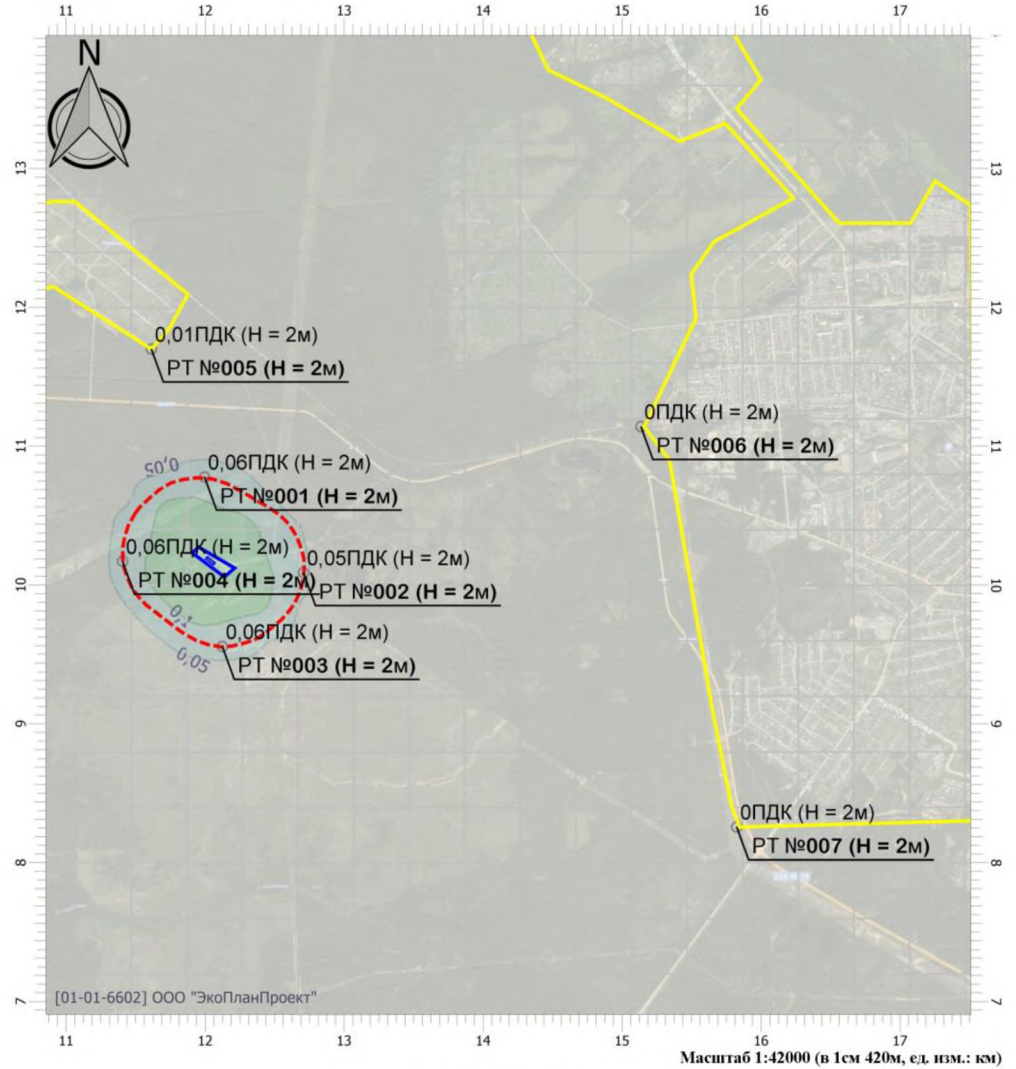 11 12 13 14 15 16 17
N
13 13
12 12
0,01ПДК (Н = 2м)
РТ №005 (Н = 2м)
0ПДК (Н = 2м)
РТ №006 (Н = 2м)
11 11
0,05
0,06ПДК (Н = 2м)
РТ №001 (Н = 2м)
0,06ПДК (Н = 2м)
РТ №004 (Н = 2м)
0,05ПДК (Н = 2м)
РТ №002 (Н = 2м)
10 10
0,1
0,06ПДК (Н = 2м)
РТ №003 (Н = 2м)
0,05
9 9
0ПДК (Н = 2м)
РТ №007 (Н = 2м)
8 8
[01-01-6602] ООО "ЭкоПланПроект"
7 7
11 12 13 14 15 16 17
Масштаб 1:42000 (в 1см 420м, ед. изм.: км)